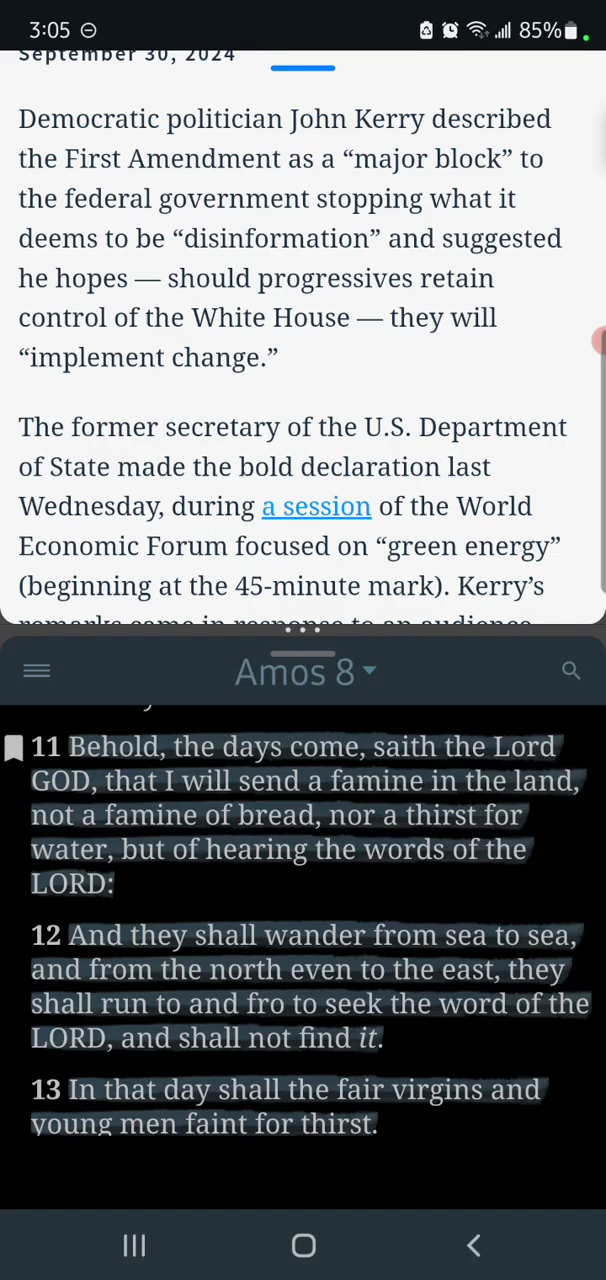 3:05
85%
September 30, 2024
Democratic politician John Kerry described
the First Amendment as a “major block” to
the federal government stopping what it
deems to be “disinformation” and suggested
he hopes — should progressives retain
control of the White House — they will
“implement change.”
The former secretary of the U.S. Department
of State made the bold declaration last
Wednesday, during a session of the World
Economic Forum focused on “green energy”
(beginning at the 45-minute mark). Kerry’s
remarks came in response to an audience
Amos 8
11 Behold, the days come, saith the Lord
GOD, that I will send a famine in the land,
not a famine of bread, nor a thirst for
water, but of hearing the words of the
LORD:
12 And they shall wander from sea to sea,
and from the north even to the east, they
shall run to and fro to seek the word of the
LORD, and shall not find it.
13 In that day shall the fair virgins and
young men faint for thirst.